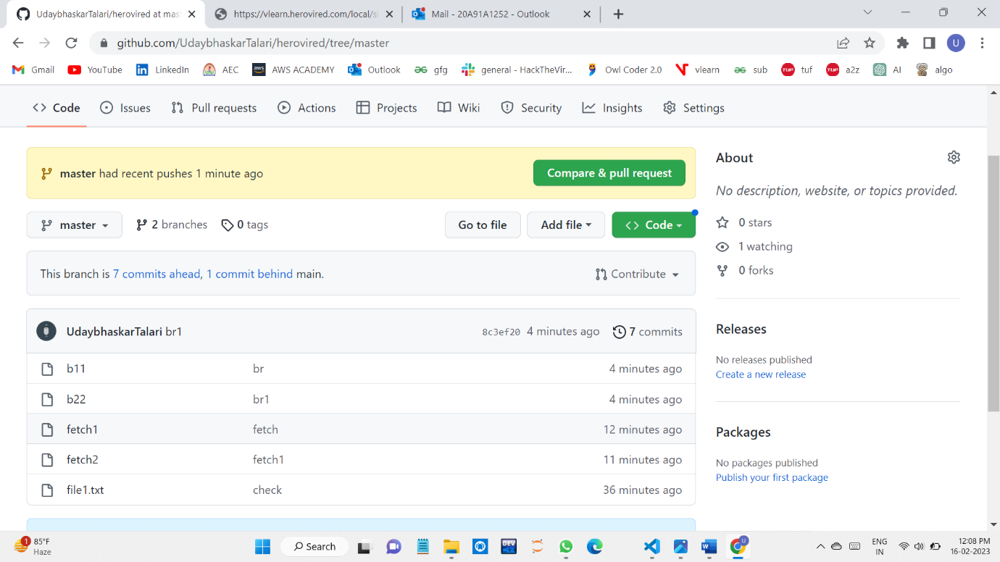 UdaybhaskarTalari/herovired at mas
https://vlearn.herovired.com/local/s
Mail - 20A91A1252 - Outlook
github.com/UdaybhaskarTalari/herovired/tree/master
U
Gmail
YouTube
LinkedIn
AEC
AWS ACADEMY
Outlook
gfg
general - HackTheVir...
Owl Coder 2.0
vlearn
sub
tuf
a2z
AI
algo
Code
Issues
Pull requests
Actions
Projects
Wiki
Security
Insights
Settings
master had recent pushes 1 minute ago
Compare & pull request
master
2 branches
0 tags
Go to file
Add file
Code
This branch is 7 commits ahead, 1 commit behind main.
Contribute
UdaybhaskarTalari br1
8c3ef20 4 minutes ago
7 commits
b11 br 4 minutes ago
b22 br1 4 minutes ago
fetch1 fetch 12 minutes ago
fetch2 fetch1 11 minutes ago
file1.txt check 36 minutes ago
About
No description, website, or topics provided.
0 stars
1 watching
0 forks
Releases
No releases published
Create a new release
Packages
No packages published
Publish your first package
1
85°F
Haze
Search
DEV
U
ENG
IN
12:08 PM
16-02-2023